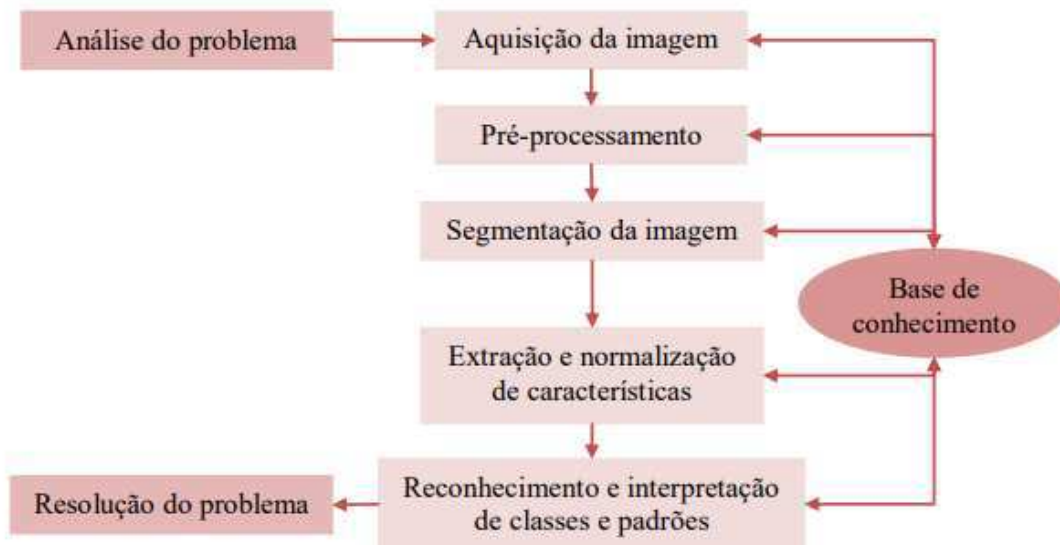 Análise do problema
Aquisição da imagem
Pré-processamento
Segmentação da imagem
Base de
conhecimento
Extração e normalização
de característícas
Reconhecimento e interpretação
de classes e padrões
Resolução do problema